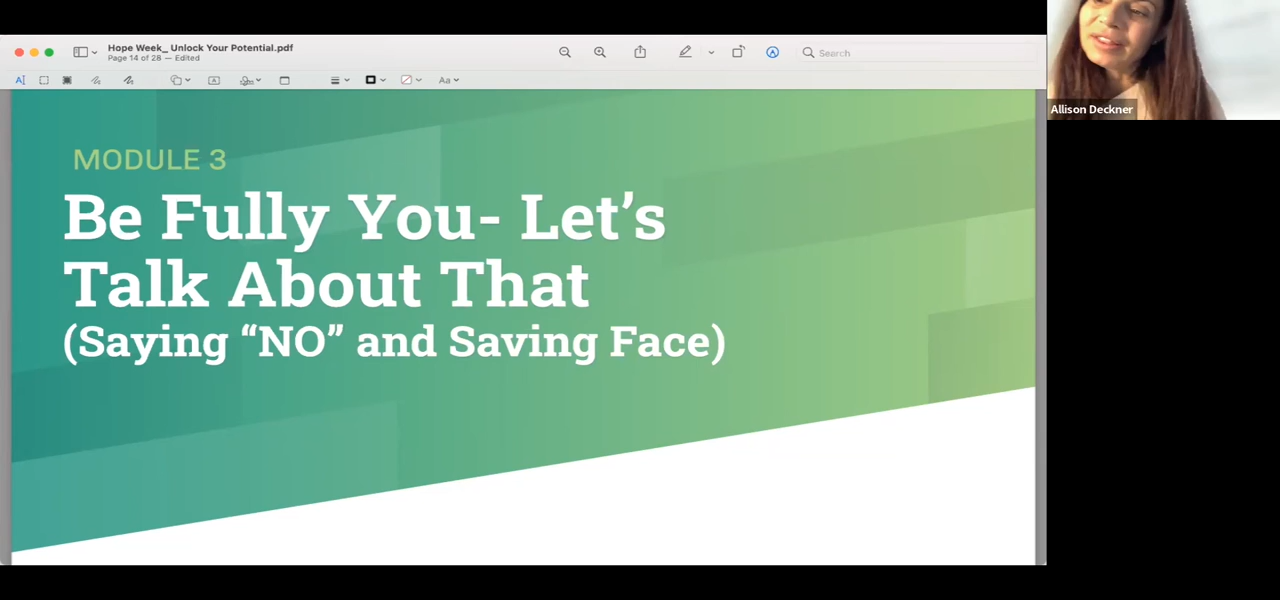 Hope Week_ Unlock Your Potential.pdf
Page 14 of 28 — Edited
Search
A
Aa
MODULE 3
Be Fully You- Let’s
Talk About That
(Saying “NO” and Saving Face)
Allison Deckner